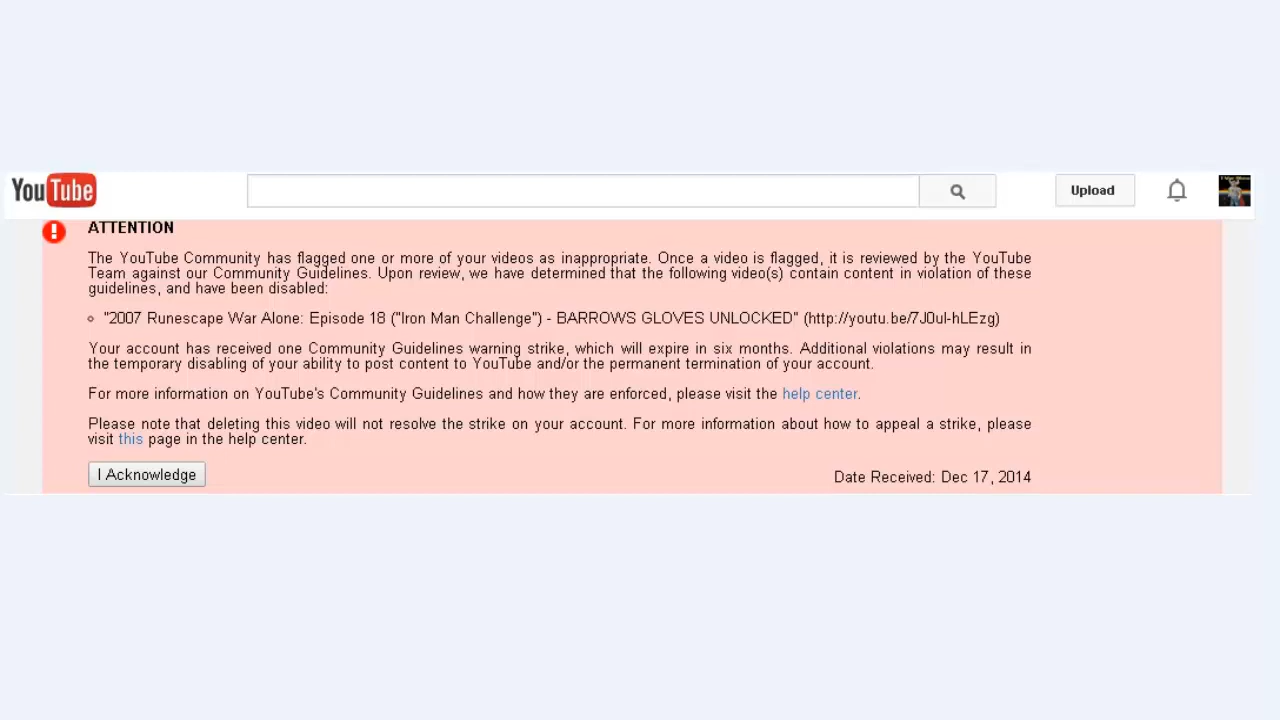 YouTube
Upload
ATTENTION
The YouTube Community has flagged one or more of your videos as inappropriate. Once a video is flagged, it is reviewed by the YouTube
Team against our Community Guidelines. Upon review, we have determined that the following video(s) contain content in violation of these
guidelines, and have been disabled:
"2007 Runescape War Alone: Episode 18 ("Iron Man Challenge") - BARROWS GLOVES UNLOCKED" (http://youtu.be/7J0ul-hLEzg)
Your account has received one Community Guidelines warning strike, which will expire in six months. Additional violations may result in
the temporary disabling of your ability to post content to YouTube and/or the permanent termination of your account.
For more information on YouTube's Community Guidelines and how they are enforced, please visit the help center.
Please note that deleting this video will not resolve the strike on your account. For more information about how to appeal a strike, please
visit this page in the help center.
I Acknowledge
Date Received: Dec 17, 2014